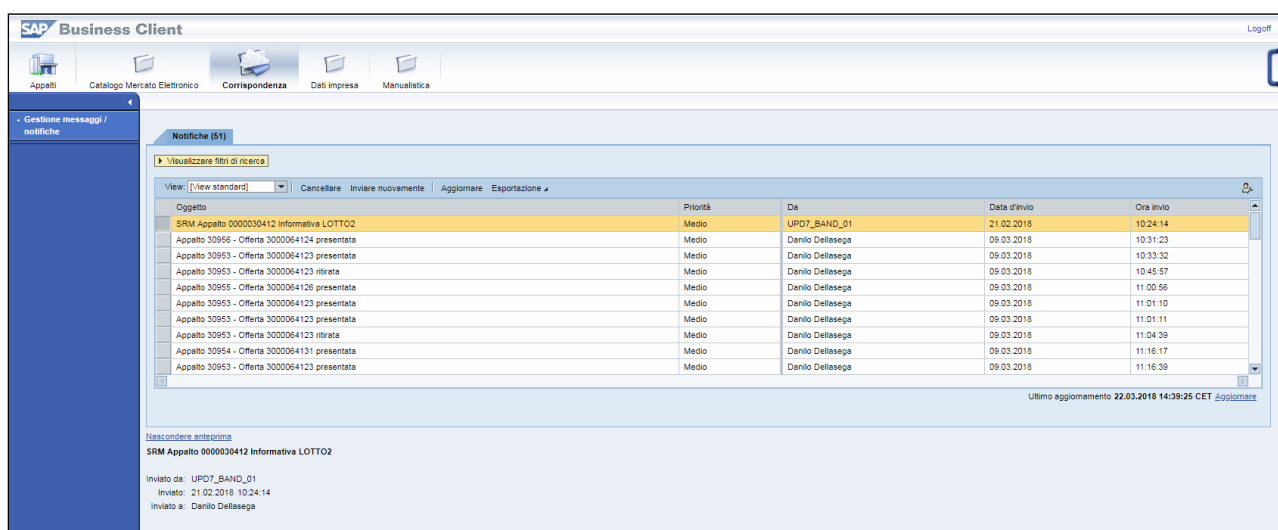 SAP Business Client
Logoff
Appalti Catalogo Mercato Elettronico Corrispondenza Dati impresa Manualistica
Gestione messaggi /
notifiche
Notifiche (51)
Visualizzare filtri di ricerca
View: [View standard] Cancellare Inviare nuovamente Aggiornare Esportazione
Oggetto Priorità Da Data d'invio Ora invio
SRM Appalto 0000030412 Informativa LOTTO2 Medio UPD7_BAND_01 21.02.2018 10:24:14
Appalto 30956 - Offerta 3000064124 presentata Medio Danilo Dellasega 09.03.2018 10:31:23
Appalto 30953 - Offerta 3000064123 presentata Medio Danilo Dellasega 09.03.2018 10:33:32
Appalto 30953 - Offerta 3000064123 ritirata Medio Danilo Dellasega 09.03.2018 10:45:57
Appalto 30955 - Offerta 3000064126 presentata Medio Danilo Dellasega 09.03.2018 11:00:56
Appalto 30953 - Offerta 3000064123 presentata Medio Danilo Dellasega 09.03.2018 11:01:10
Appalto 30953 - Offerta 3000064123 presentata Medio Danilo Dellasega 09.03.2018 11:01:11
Appalto 30953 - Offerta 3000064123 ritirata Medio Danilo Dellasega 09.03.2018 11:04:39
Appalto 30954 - Offerta 3000064131 presentata Medio Danilo Dellasega 09.03.2018 11:16:17
Appalto 30953 - Offerta 3000064123 presentata Medio Danilo Dellasega 09.03.2018 11:16:39
Ultimo aggiornamento 22.03.2018 14:39:25 CET Aggiornare
Nascondere anteprima
SRM Appalto 0000030412 Informativa LOTTO2
Inviato da: UPD7_BAND_01
Inviato: 21.02.2018 10:24:14
Inviato a: Danilo Dellasega